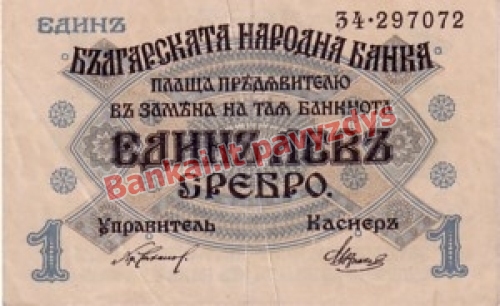 ЕДИНЪ
34·297072
БЪЛГАРСКАТА НАРОДНА БАНКА
ПЛАЩА ПРѢДЯВИТЕЛЮ
ВЪ ЗАМѢНА НА ТАЯ БАНКНОТА
ЕДИНЪ ЛЕВЪ
Bankai.lt pavyzdys
СРЕБРО.
Управитель Касиеръ
1 1